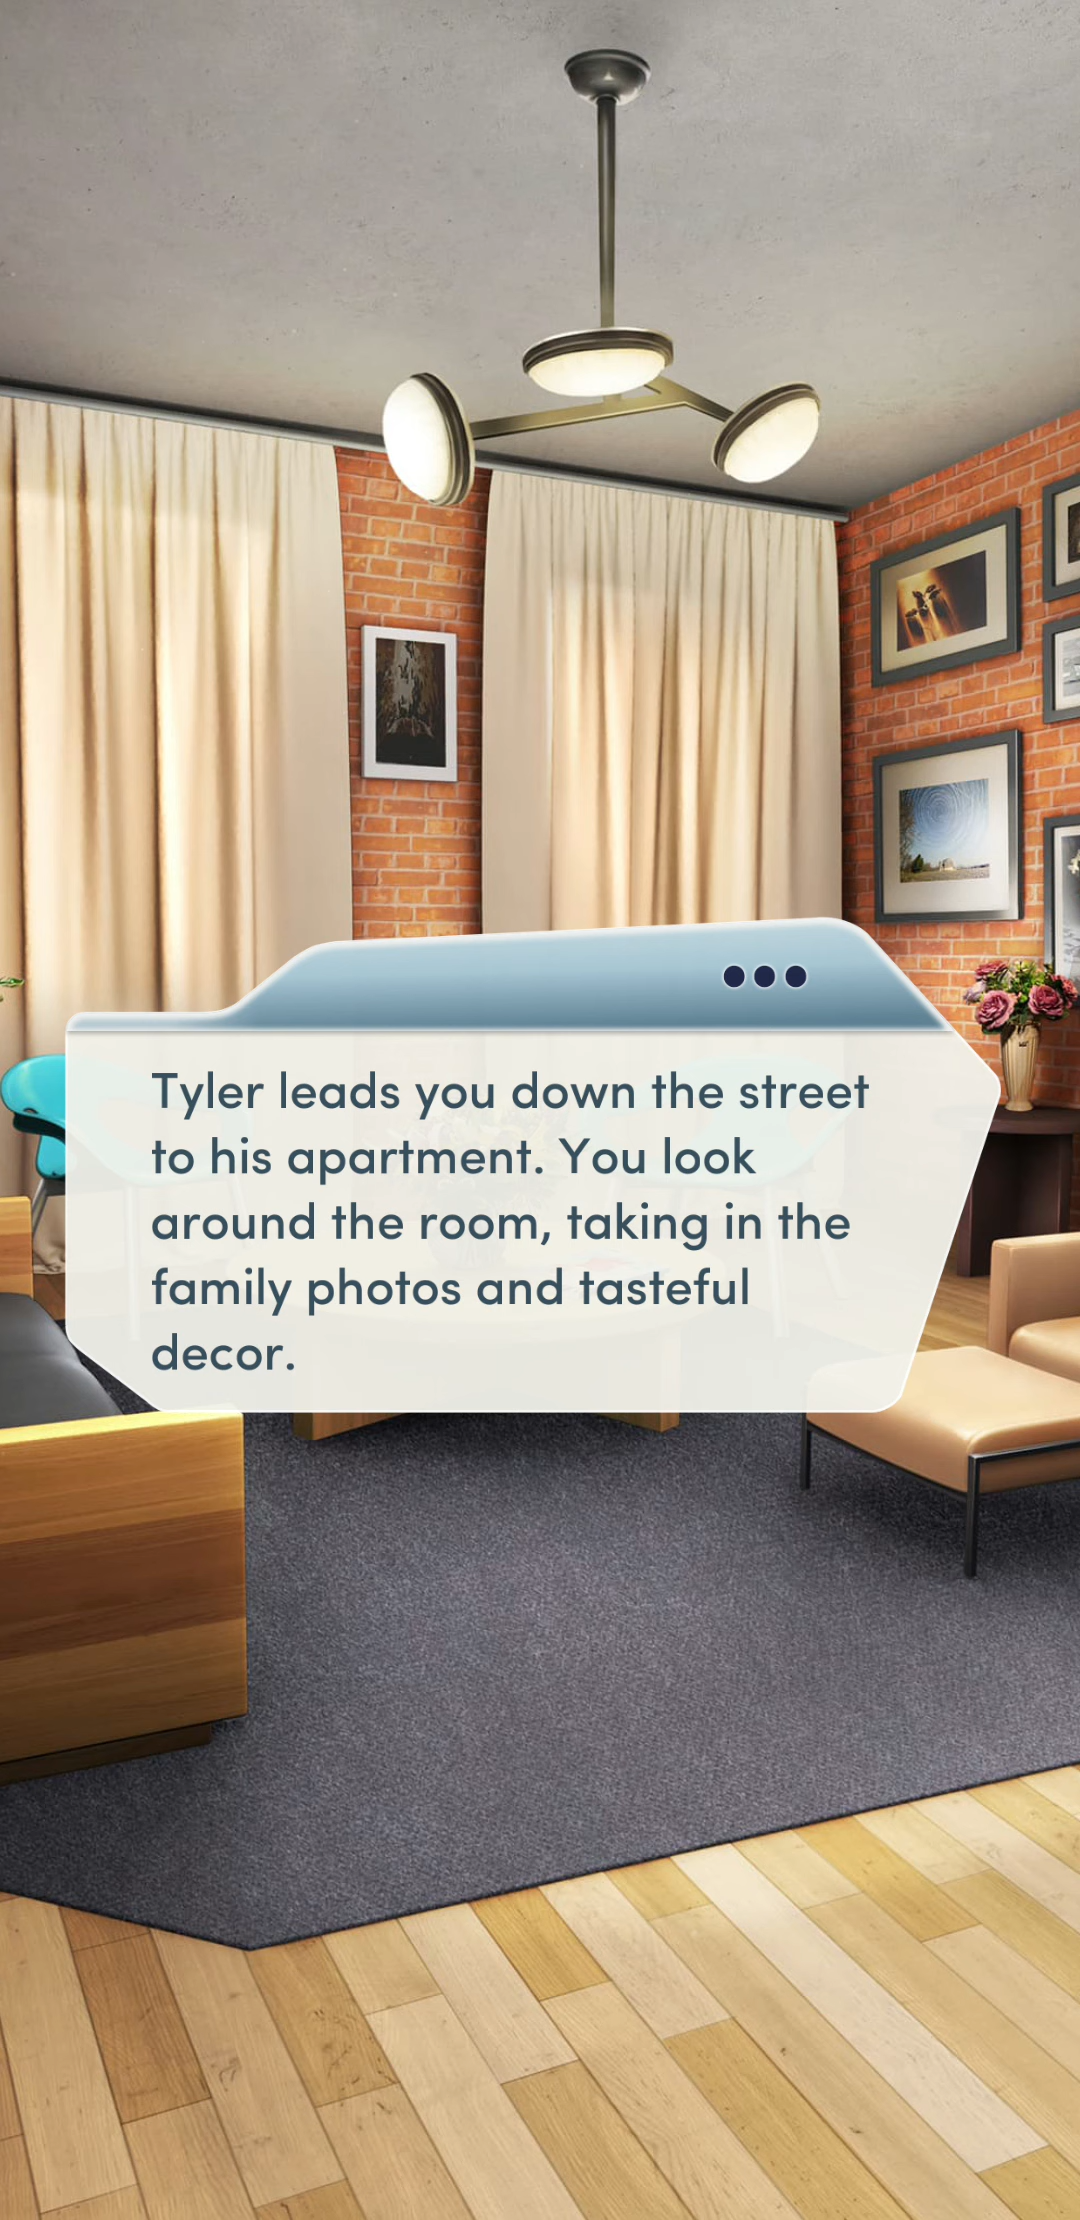 Tyler leads you down the street
to his apartment. You look
around the room, taking in the
family photos and tasteful
decor.